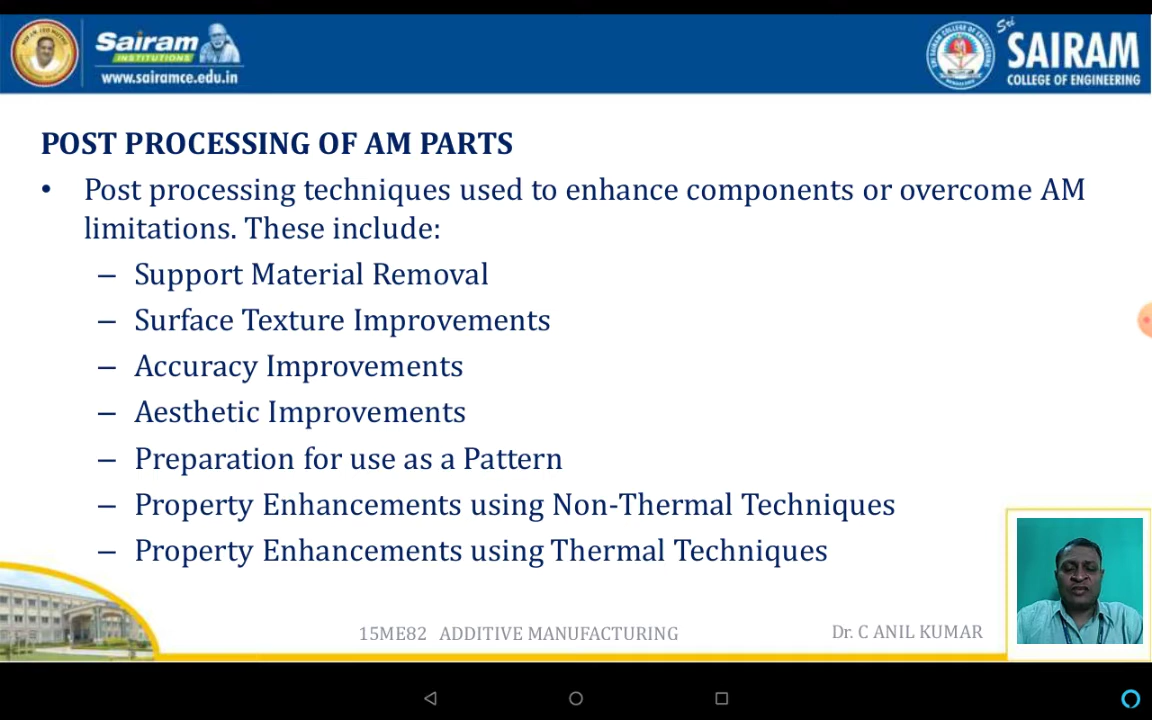 Sairam
INSTITUTIONS
www.sairamce.edu.in
Sri
SAIRAM
COLLEGE OF ENGINEERING
POST PROCESSING OF AM PARTS
• Post processing techniques used to enhance components or overcome AM
limitations. These include:
– Support Material Removal
– Surface Texture Improvements
– Accuracy Improvements
– Aesthetic Improvements
– Preparation for use as a Pattern
– Property Enhancements using Non-Thermal Techniques
– Property Enhancements using Thermal Techniques
15ME82 ADDITIVE MANUFACTURING
Dr. C ANIL KUMAR